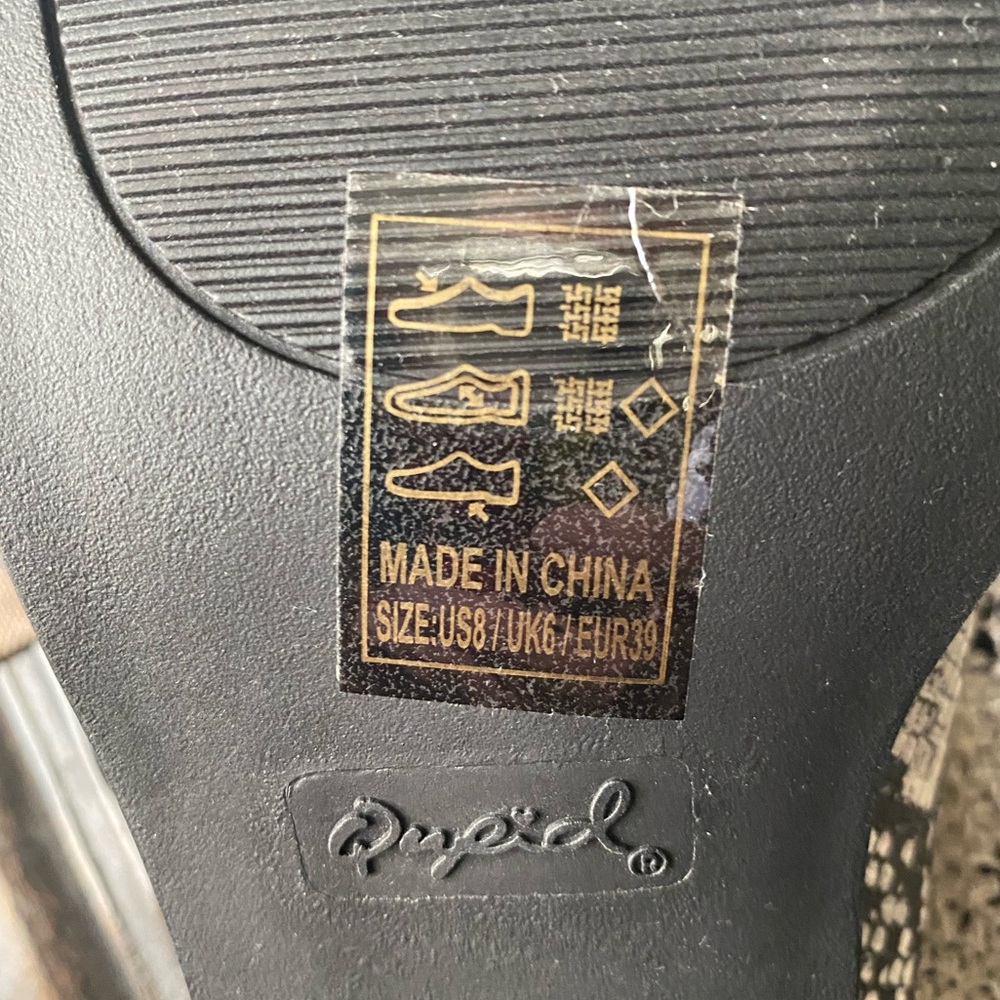 MADE IN CHINA
SIZE:US8 / UK6 / EUR39
Qupid®